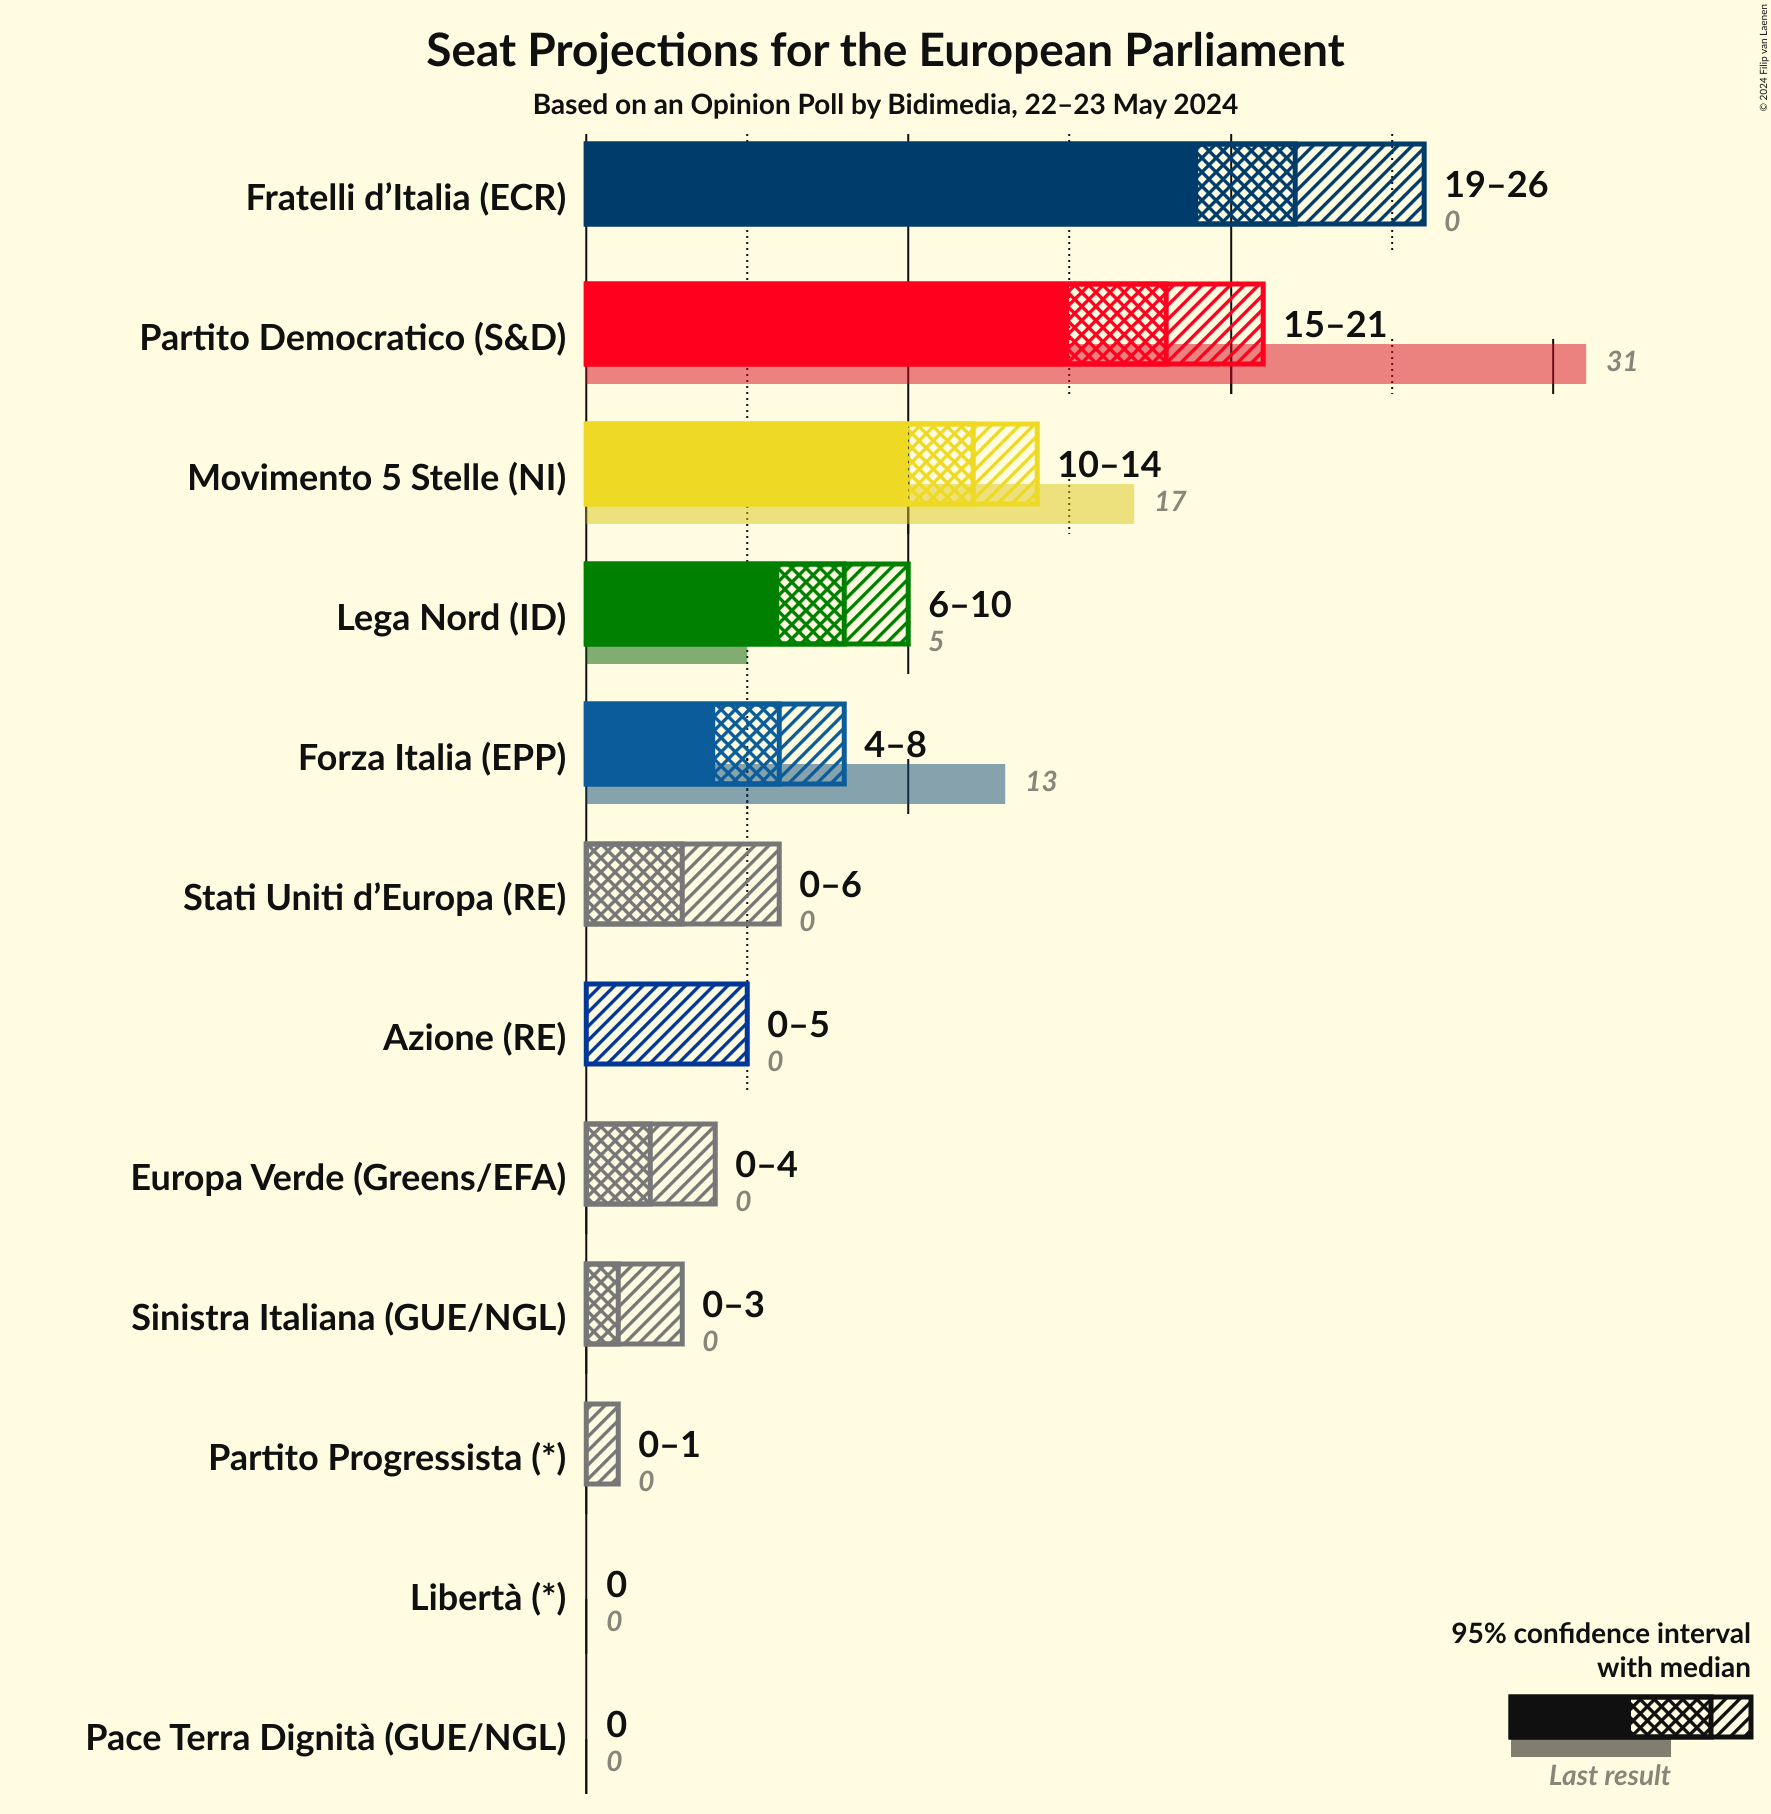 Seat Projections for the European Parliament
Based on an Opinion Poll by Bidimedia, 22–23 May 2024
© 2024 Filip van Laenen
Fratelli d’Italia (ECR)
19–26
0
Partito Democratico (S&D)
15–21
31
Movimento 5 Stelle (NI)
10–14
17
Lega Nord (ID)
6–10
5
Forza Italia (EPP)
4–8
13
Stati Uniti d’Europa (RE)
0–6
0
Azione (RE)
0–5
0
Europa Verde (Greens/EFA)
0–4
0
Sinistra Italiana (GUE/NGL)
0–3
0
Partito Progressista (*)
0–1
0
Libertà (*)
0
0
Pace Terra Dignità (GUE/NGL)
0
0
95% confidence interval
with median
Last result